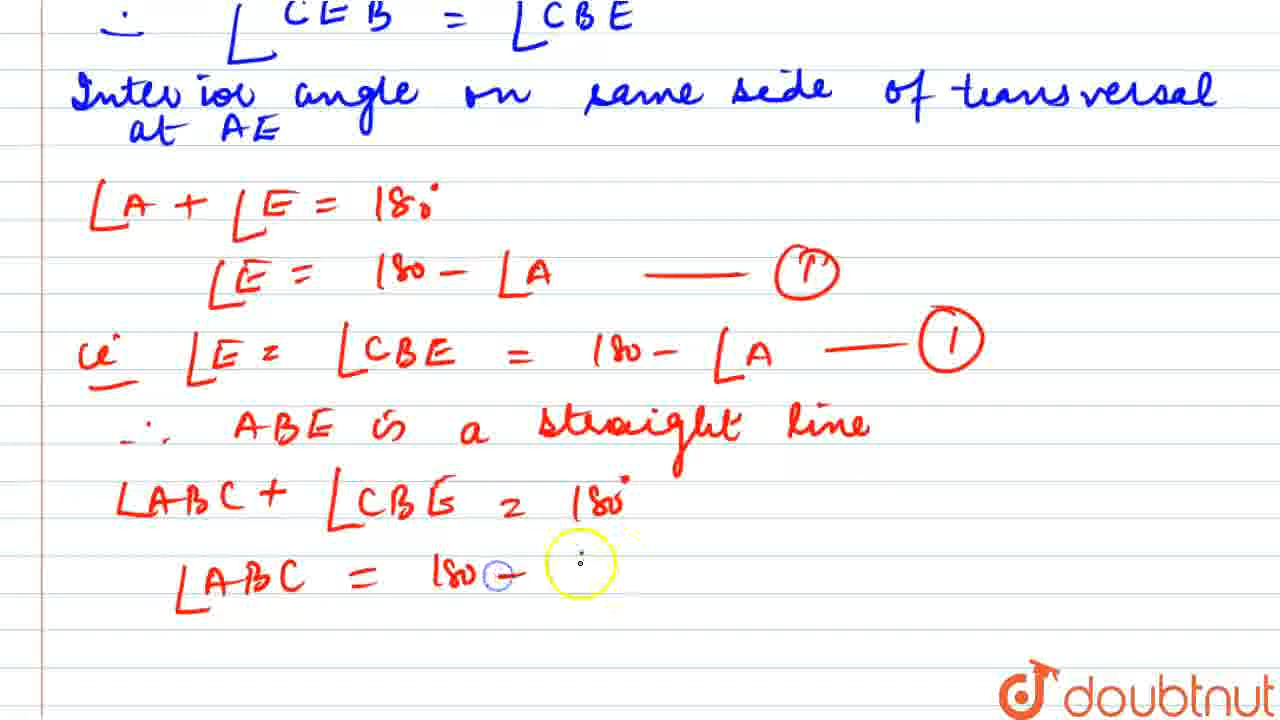 ∴ ∠CEB = ∠CBE
Interior angle on same side of transversal
at AE
∠A + ∠E = 180°
∠E = 180 - ∠A —
ie ∠E = ∠CBE = 180 - ∠A — ①
∴ ABE is a straight line
∠ABC + ∠CBE = 180°
∠ABC = 180 -
doubtnut